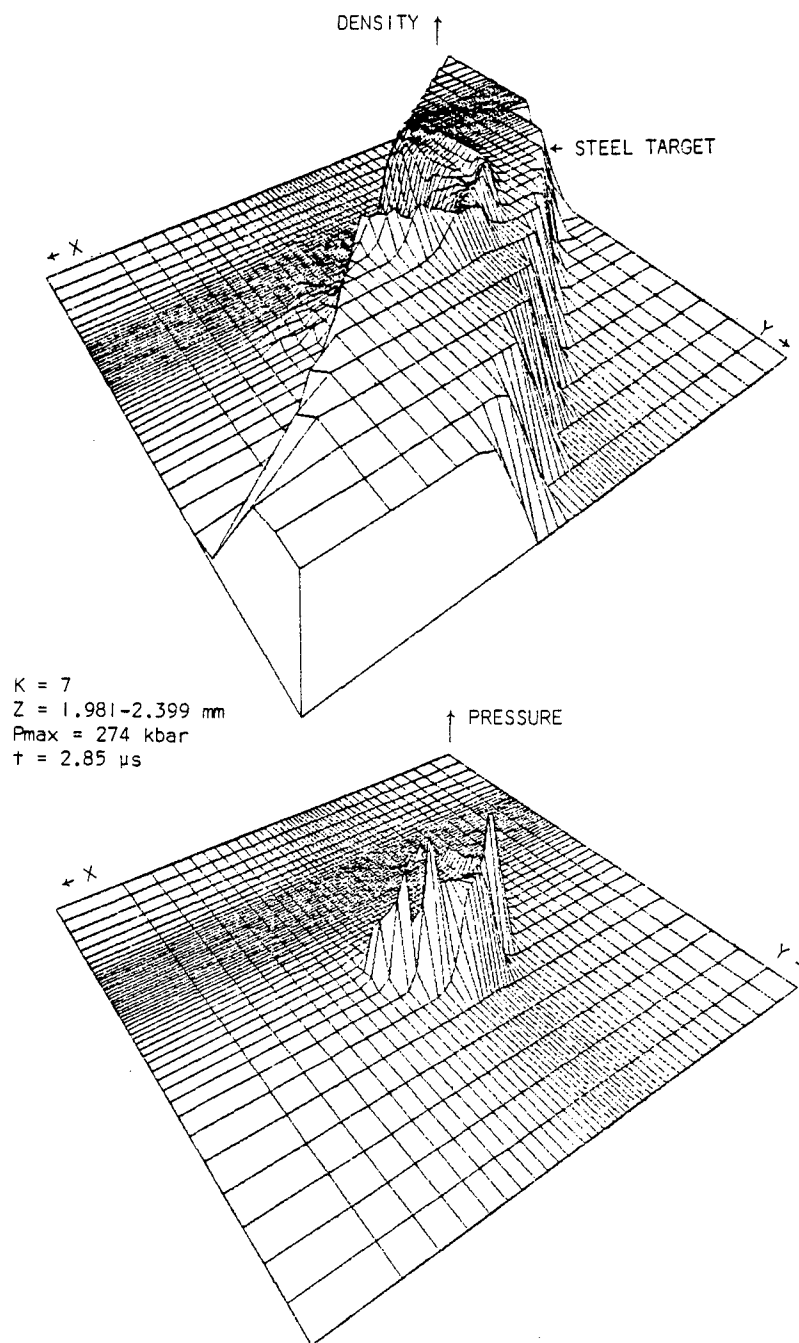 DENSITY ↑
← STEEL TARGET
← X
Y →
K = 7
Z = 1.981-2.399 mm
Pmax = 274 kbar
t = 2.85 μs
↑ PRESSURE
← X
Y →